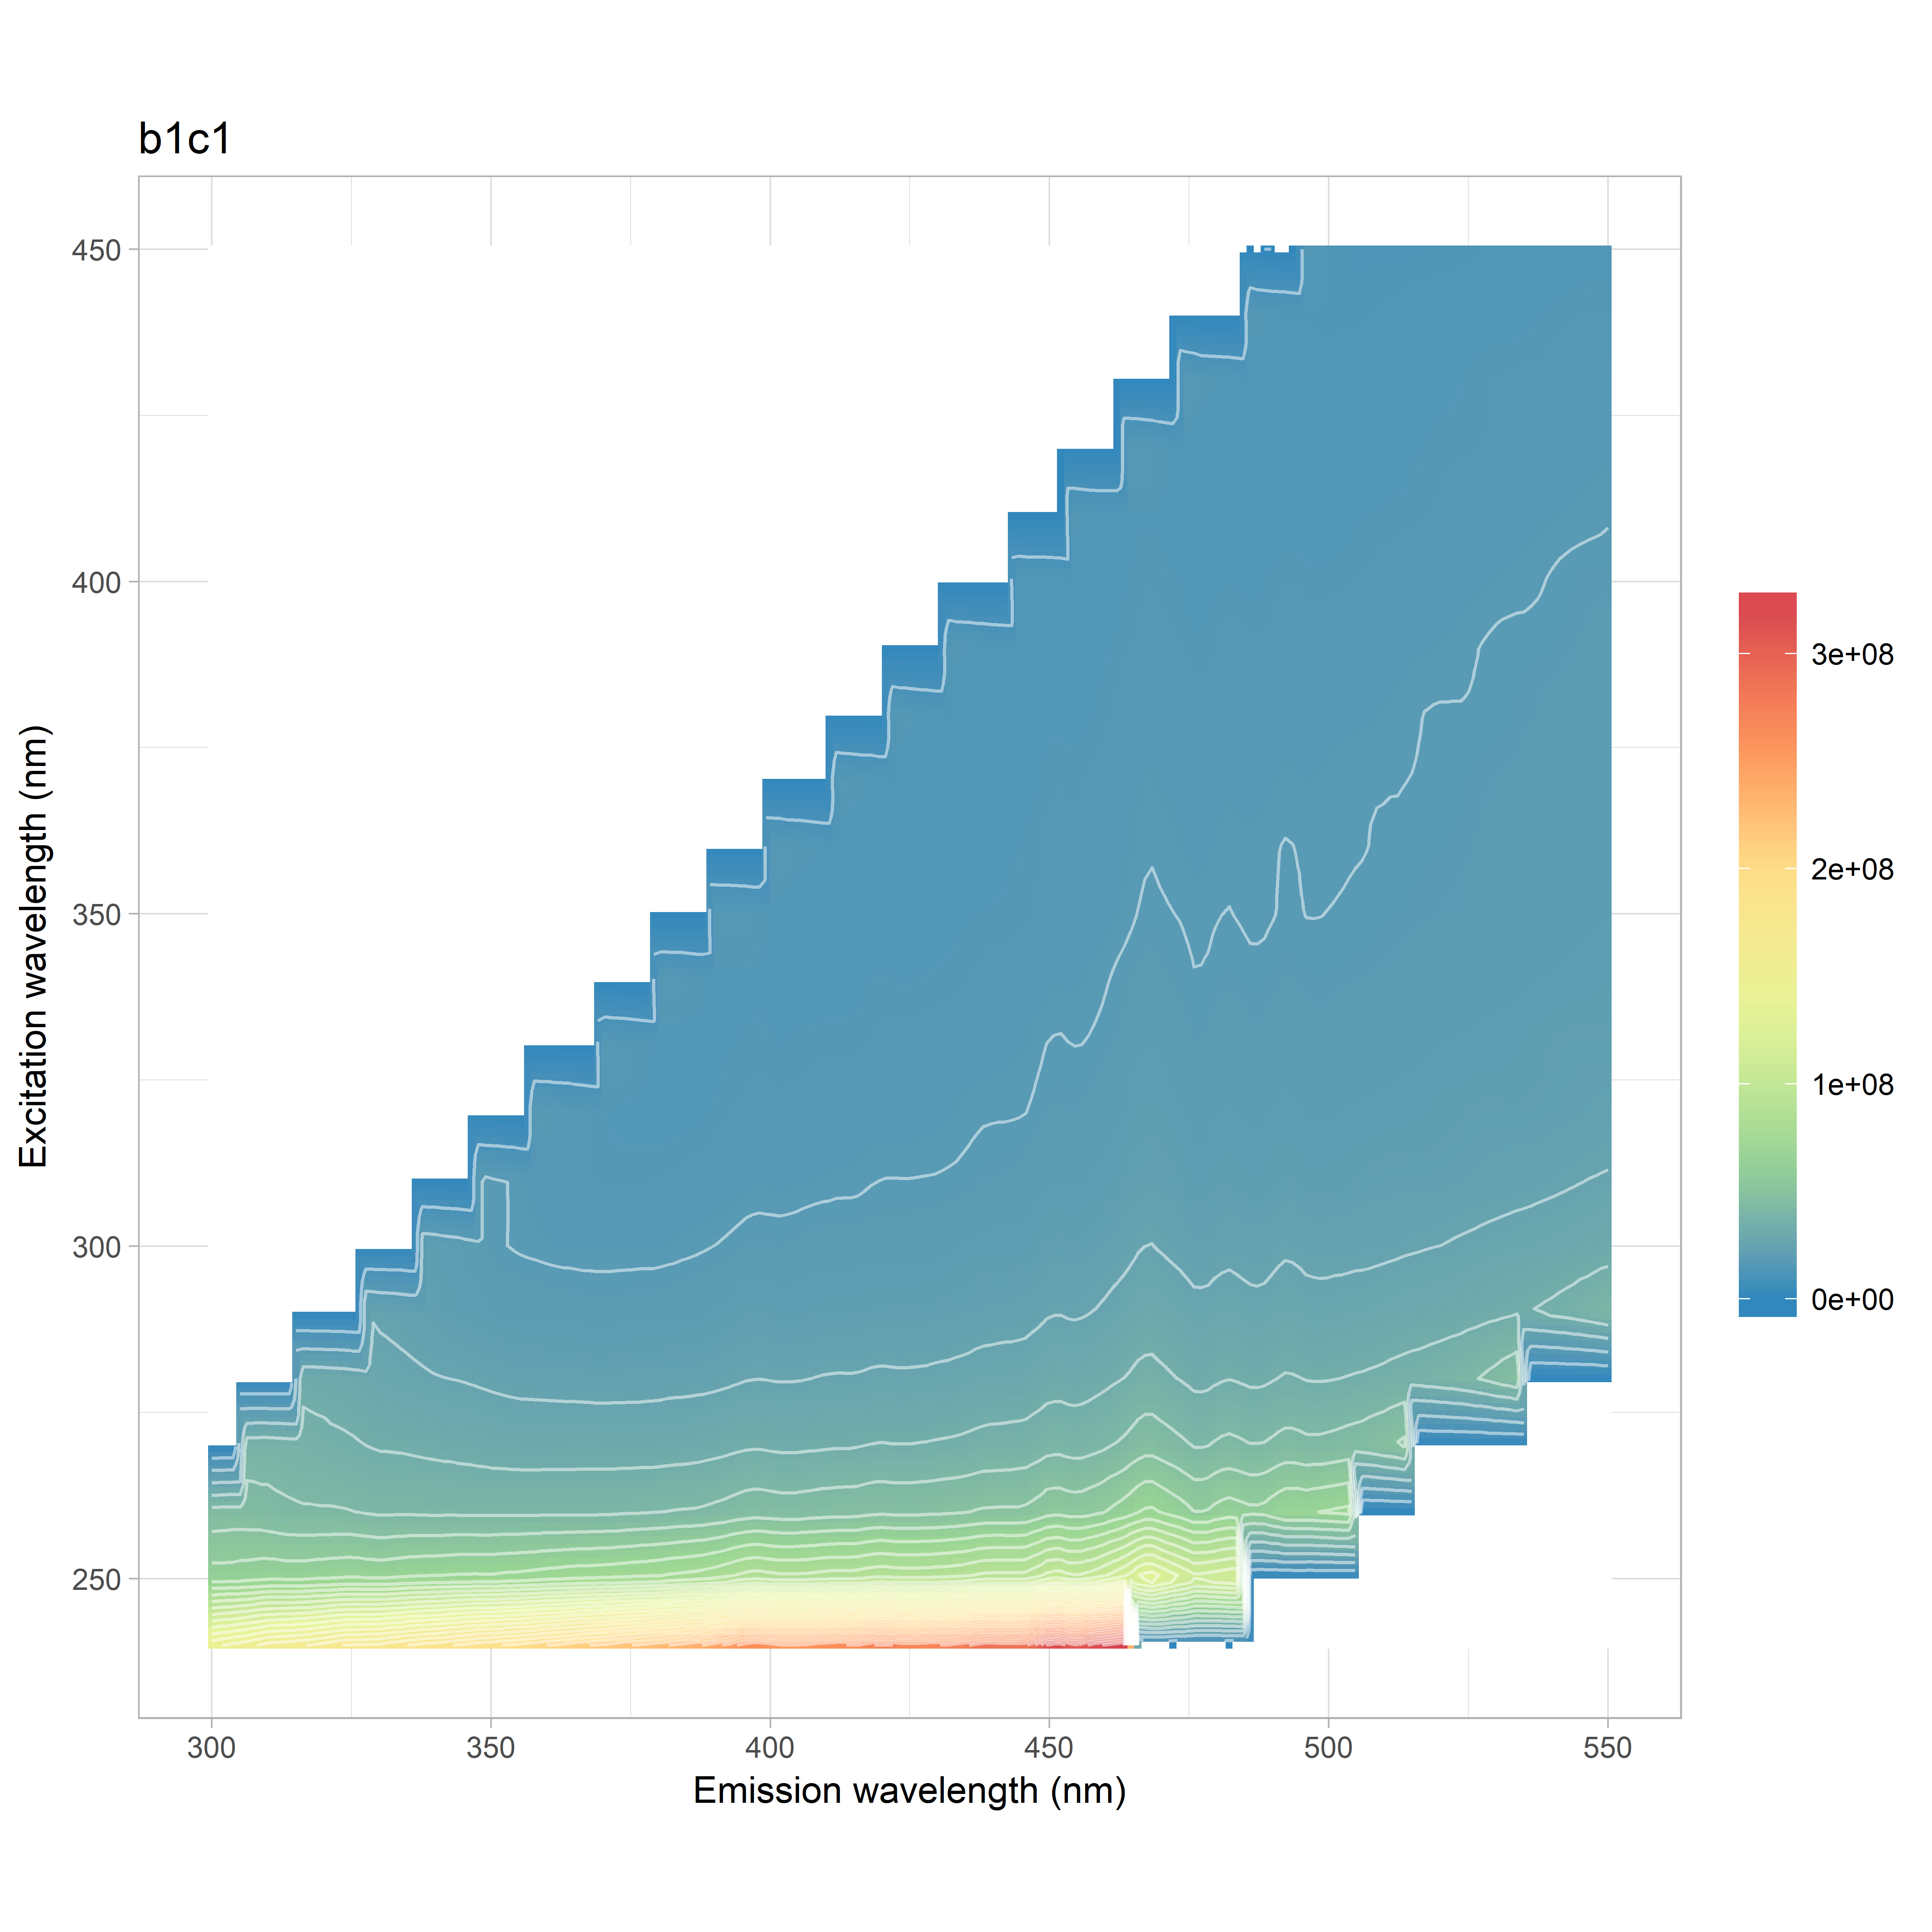 b1c1
Excitation wavelength (nm)
450
400
350
300
250
300 350 400 450 500 550
Emission wavelength (nm)
3e+08
2e+08
1e+08
0e+00